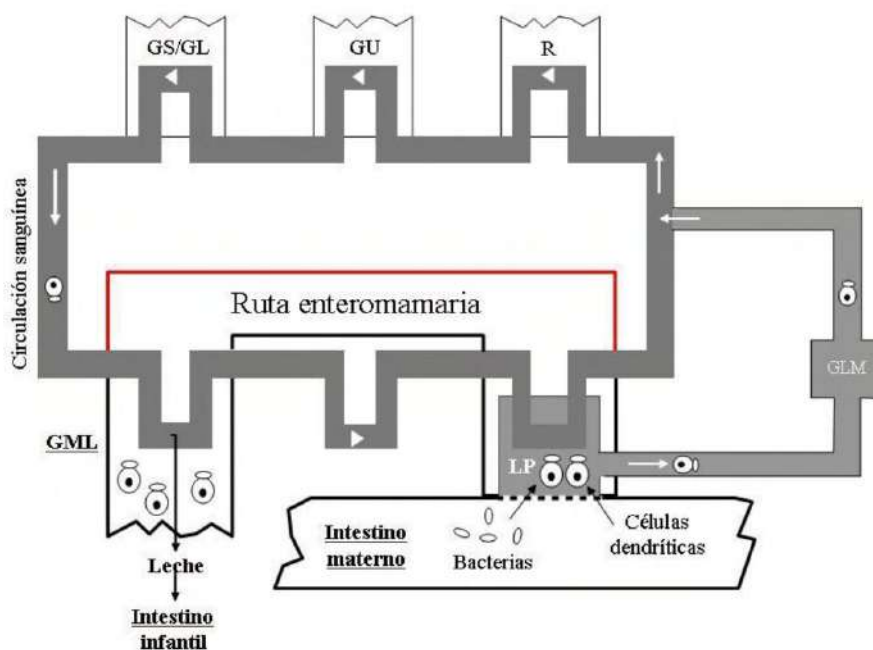 GS/GL
GU
R
Circulación sanguínea
Ruta enteromamaria
GLM
GML
LP
Intestino
materno
Bacterias
Células
dendríticas
Leche
Intestino
infantil